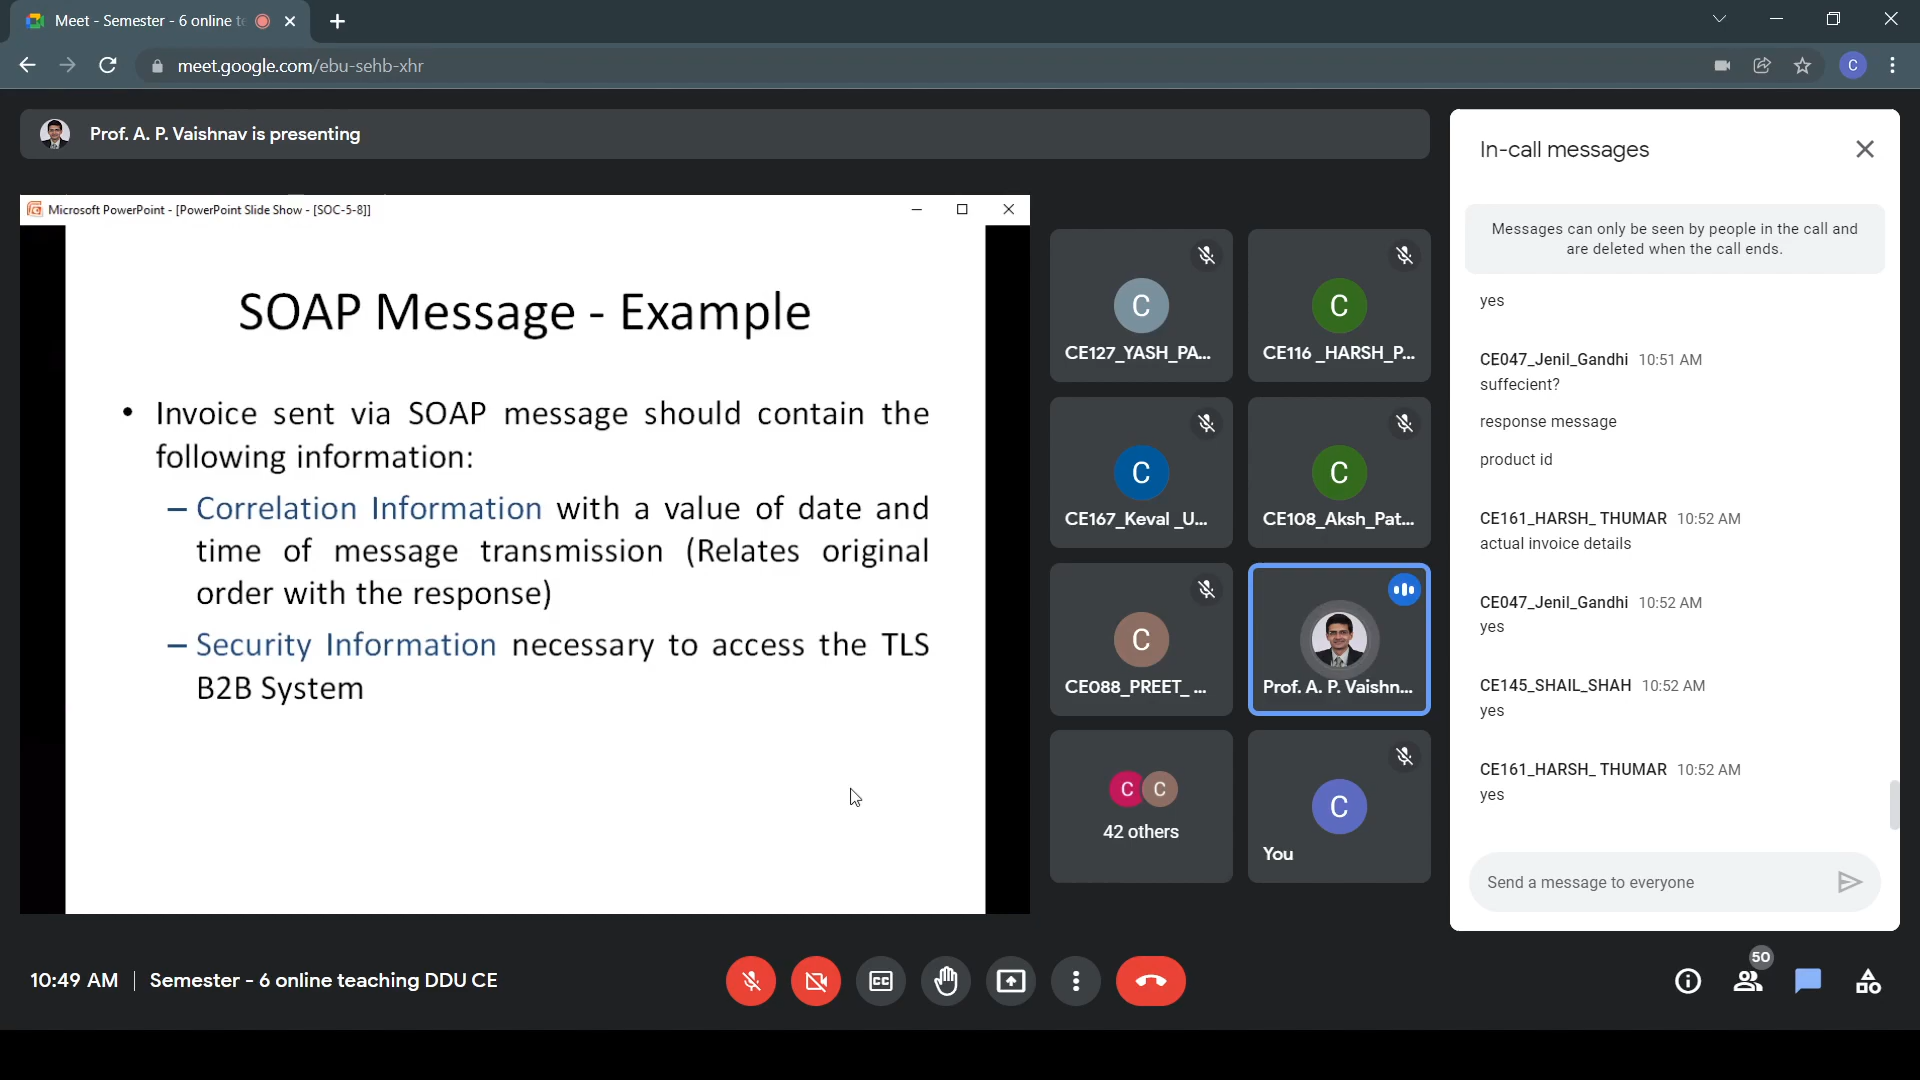 Meet - Semester - 6 online te
meet.google.com/ebu-sehb-xhr
C
Prof. A. P. Vaishnav is presenting
Microsoft PowerPoint - [PowerPoint Slide Show - [SOC-5-8]]
SOAP Message - Example
• Invoice sent via SOAP message should contain the
following information:
– Correlation Information with a value of date and
time of message transmission (Relates original
order with the response)
– Security Information necessary to access the TLS
B2B System
C
CE127_YASH_PA...
C
CE116 _HARSH_P...
C
CE167_Keval _U...
C
CE108_Aksh_Pat...
C
CE088_PREET_ ...
Prof. A. P. Vaishn...
C C
42 others
C
You
In-call messages
Messages can only be seen by people in the call and
are deleted when the call ends.
yes
CE047_Jenil_Gandhi 10:51 AM
suffecient?
response message
product id
CE161_HARSH_ THUMAR 10:52 AM
actual invoice details
CE047_Jenil_Gandhi 10:52 AM
yes
CE145_SHAIL_SHAH 10:52 AM
yes
CE161_HARSH_ THUMAR 10:52 AM
yes
Send a message to everyone
10:49 AM | Semester - 6 online teaching DDU CE
CC
50